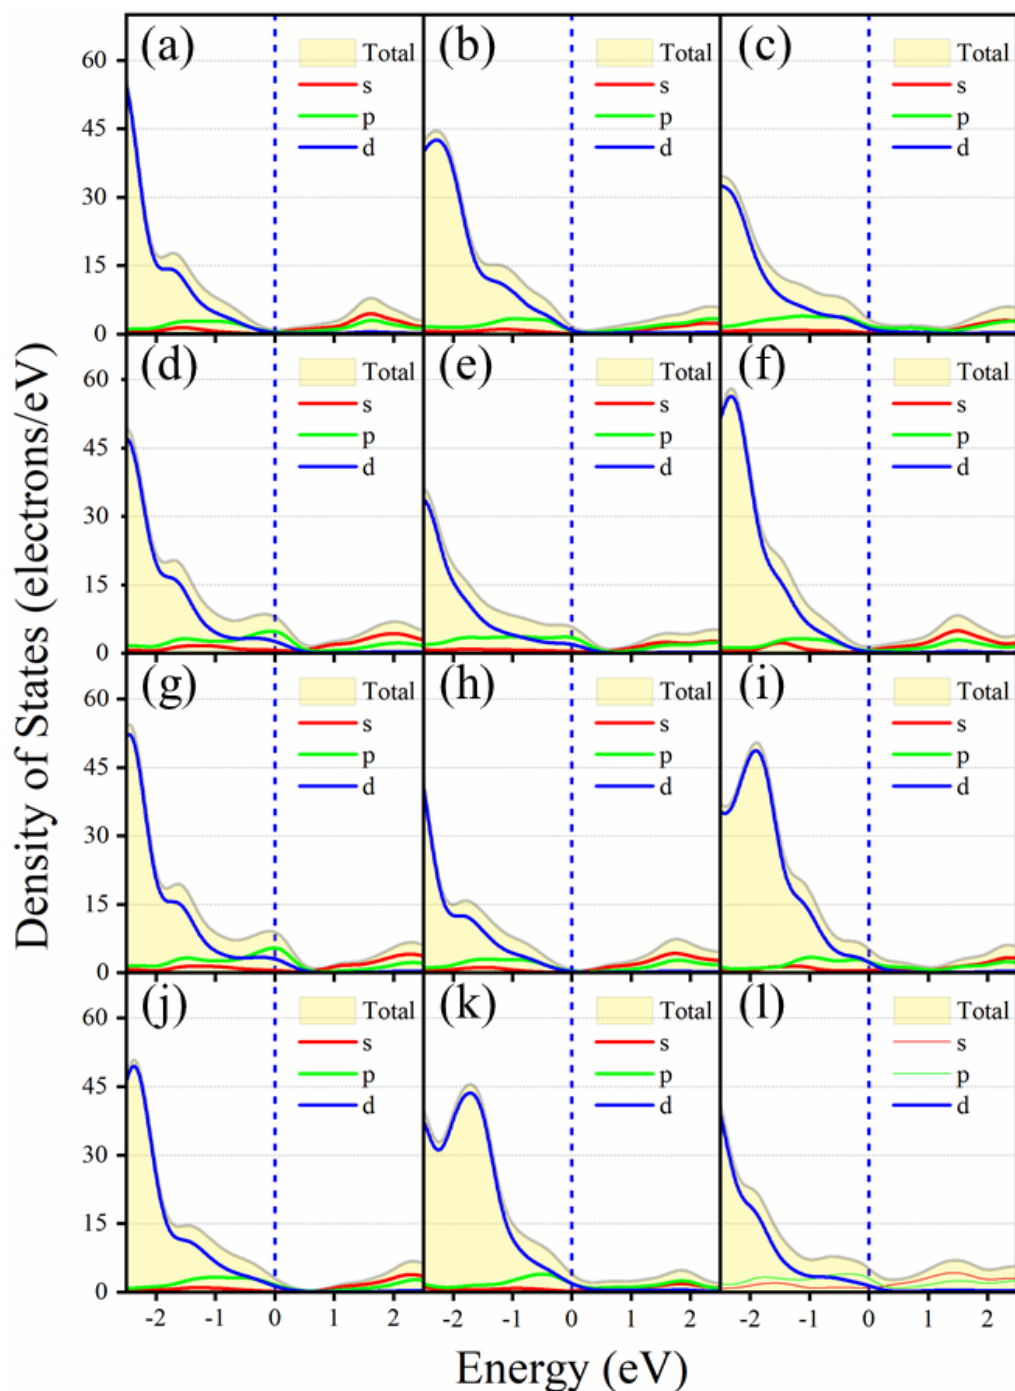 Density of States (electrons/eV)
(a) Total
s
p
d
(b) Total
s
p
d
(c) Total
s
p
d
60
45
30
15
0
(d) Total
s
p
d
(e) Total
s
p
d
(f) Total
s
p
d
60
45
30
15
0
(g) Total
s
p
d
(h) Total
s
p
d
(i) Total
s
p
d
60
45
30
15
0
(j) Total
s
p
d
(k) Total
s
p
d
(l) Total
s
p
d
60
45
30
15
0
-2 -1 0 1 2 -2 -1 0 1 2 -2 -1 0 1 2
Energy (eV)